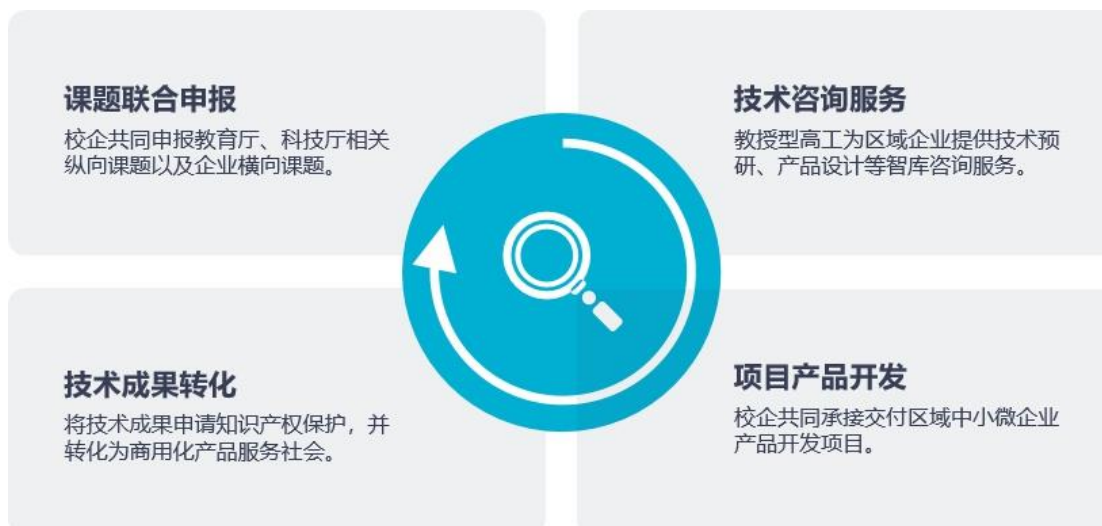 课题联合申报
校企共同申报教育厅、科技厅相关
纵向课题以及企业横向课题。
技术咨询服务
教授型高工为区域企业提供技术预
研、产品设计等智库咨询服务。
技术成果转化
将技术成果申请知识产权保护，并
转化为商用化产品服务社会。
项目产品开发
校企共同承接交付区域中小微企业
产品开发项目。